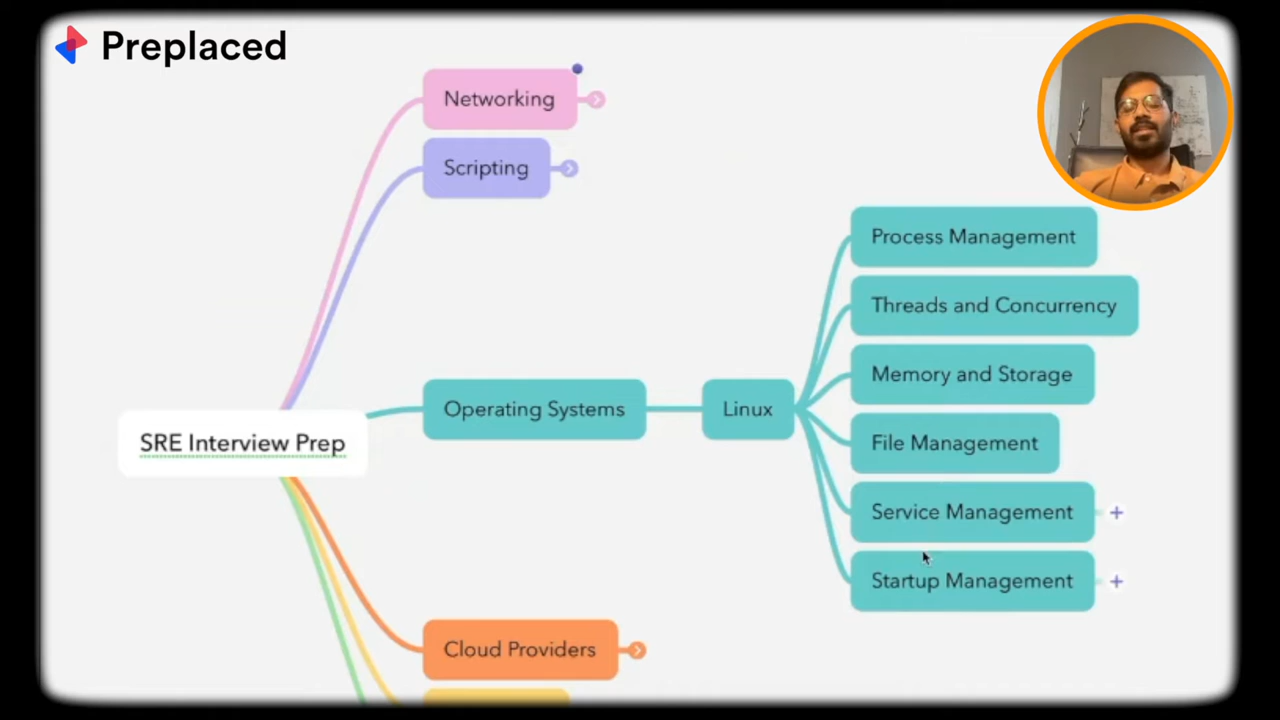 Preplaced
Networking
Scripting
Process Management
Threads and Concurrency
Memory and Storage
Operating Systems
Linux
SRE Interview Prep
File Management
Service Management
Startup Management
Cloud Providers